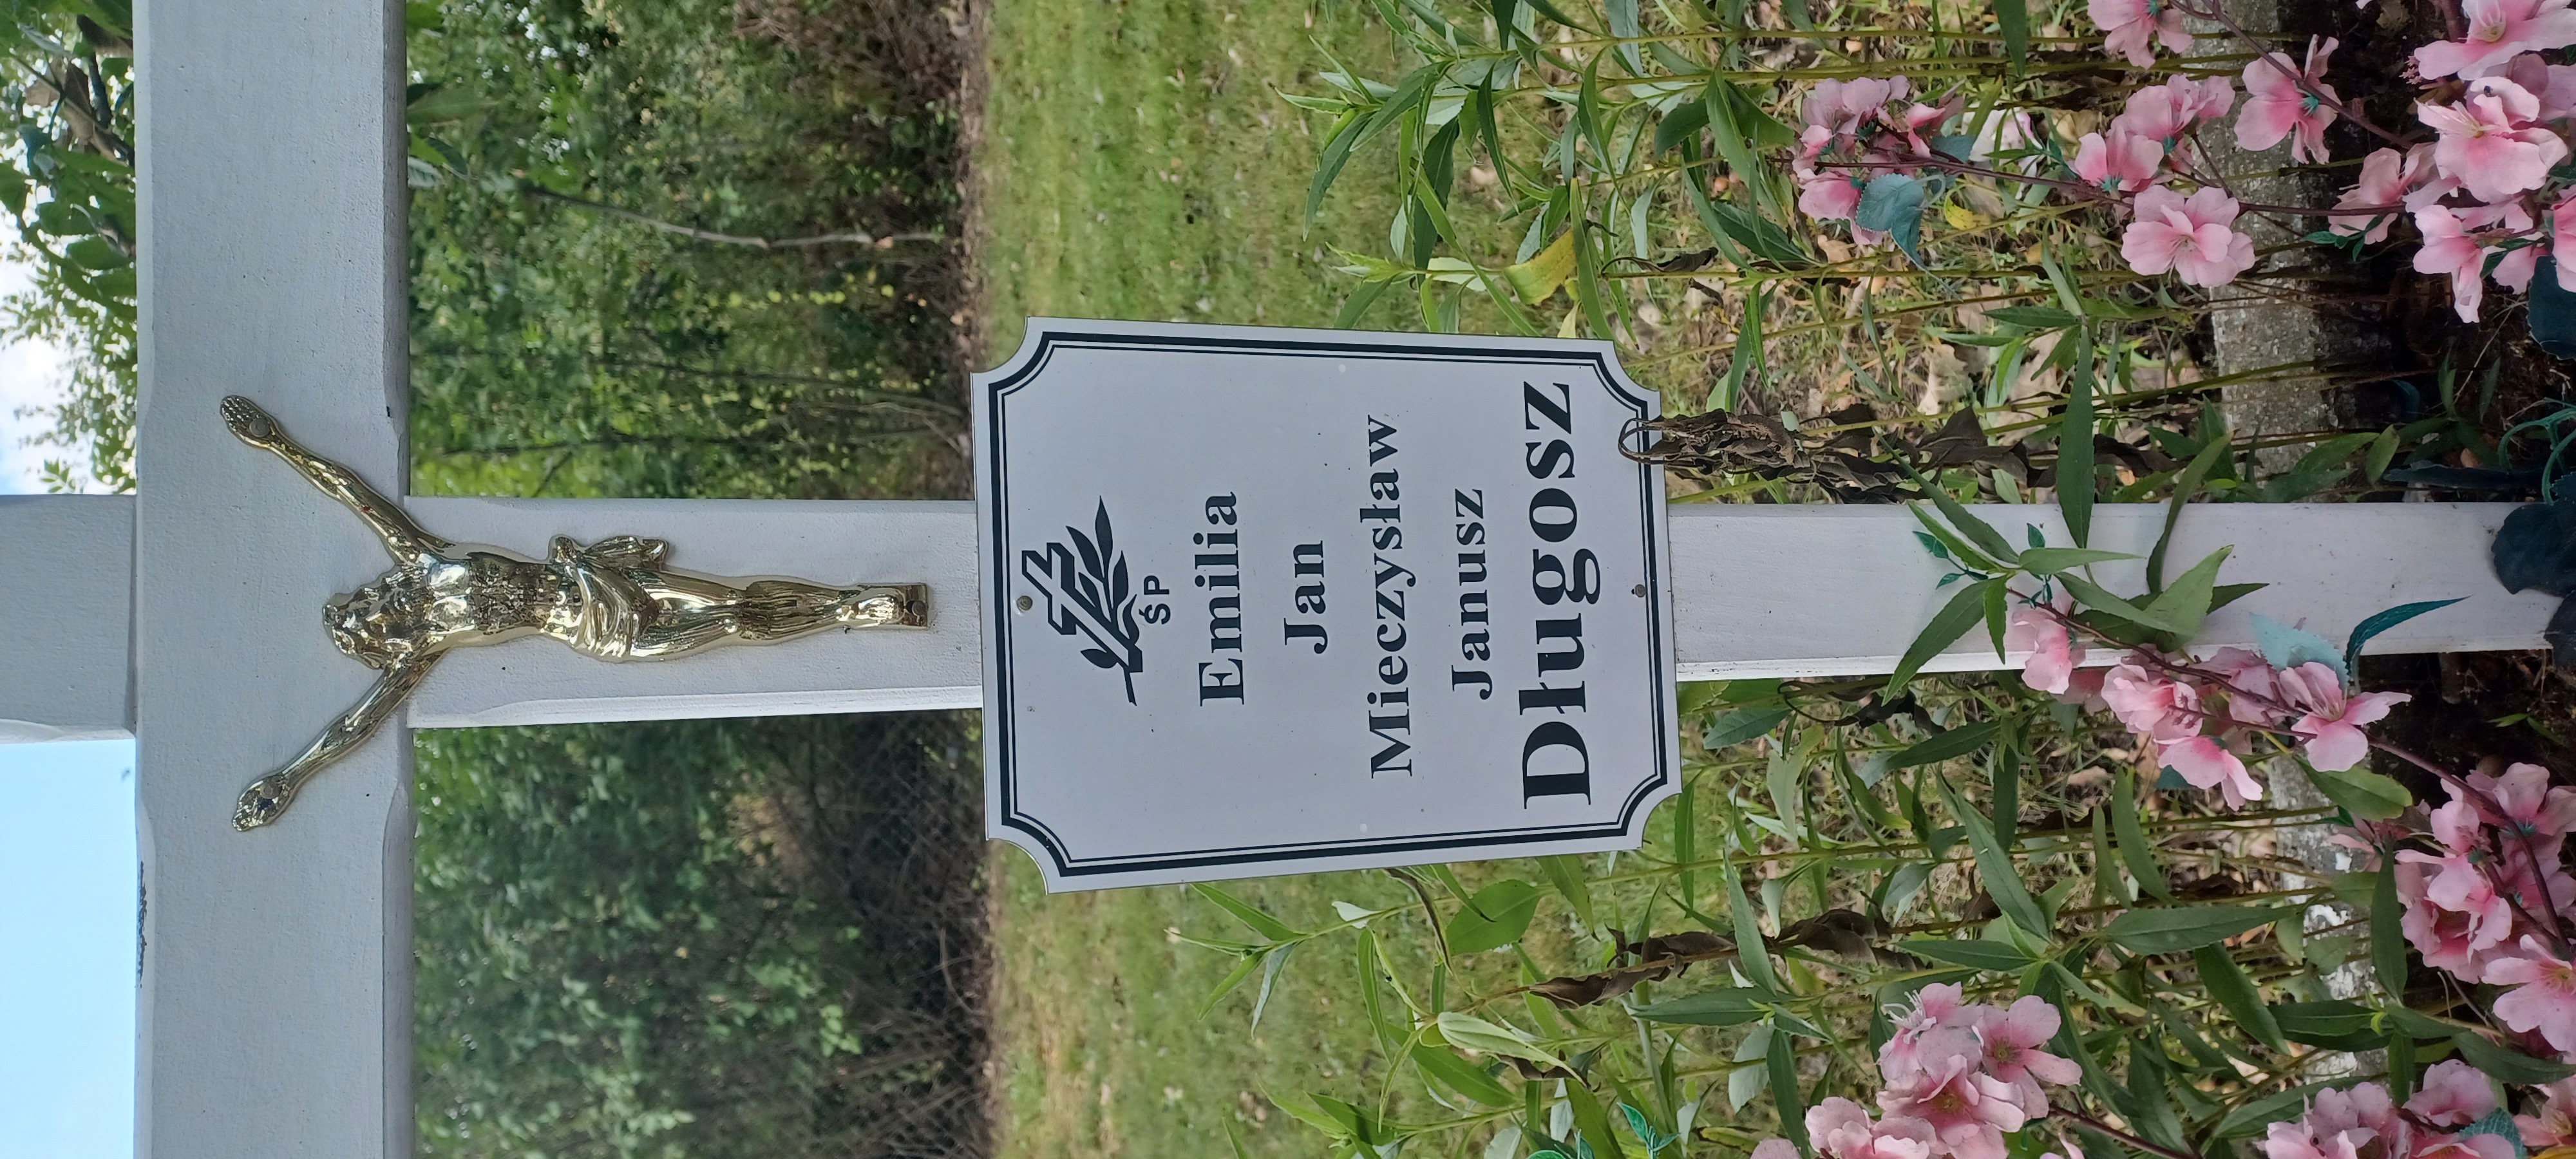 ŚP
Emilia
Jan
Mieczysław
Janusz
Długosz